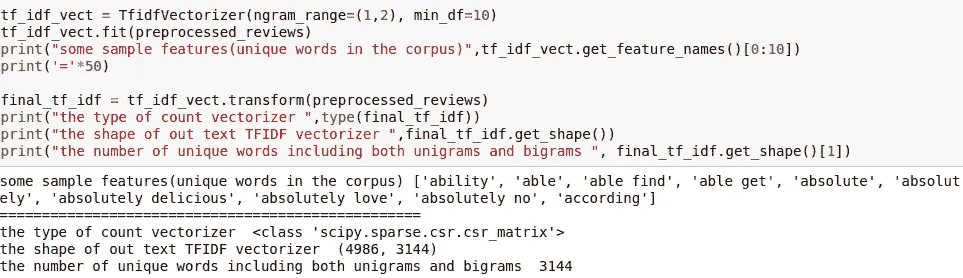 tf_idf_vect = TfidfVectorizer(ngram_range=(1,2), min_df=10)
tf_idf_vect.fit(preprocessed_reviews)
print("some sample features(unique words in the corpus)",tf_idf_vect.get_feature_names()[0:10])
print('='*50)
final_tf_idf = tf_idf_vect.transform(preprocessed_reviews)
print("the type of count vectorizer ",type(final_tf_idf))
print("the shape of out text TFIDF vectorizer ",final_tf_idf.get_shape())
print("the number of unique words including both unigrams and bigrams ", final_tf_idf.get_shape()[1])
some sample features(unique words in the corpus) ['ability', 'able', 'able find', 'able get', 'absolute', 'absolut
ely', 'absolutely delicious', 'absolutely love', 'absolutely no', 'according']
==================================================
the type of count vectorizer  <class 'scipy.sparse.csr.csr_matrix'>
the shape of out text TFIDF vectorizer  (4986, 3144)
the number of unique words including both unigrams and bigrams  3144